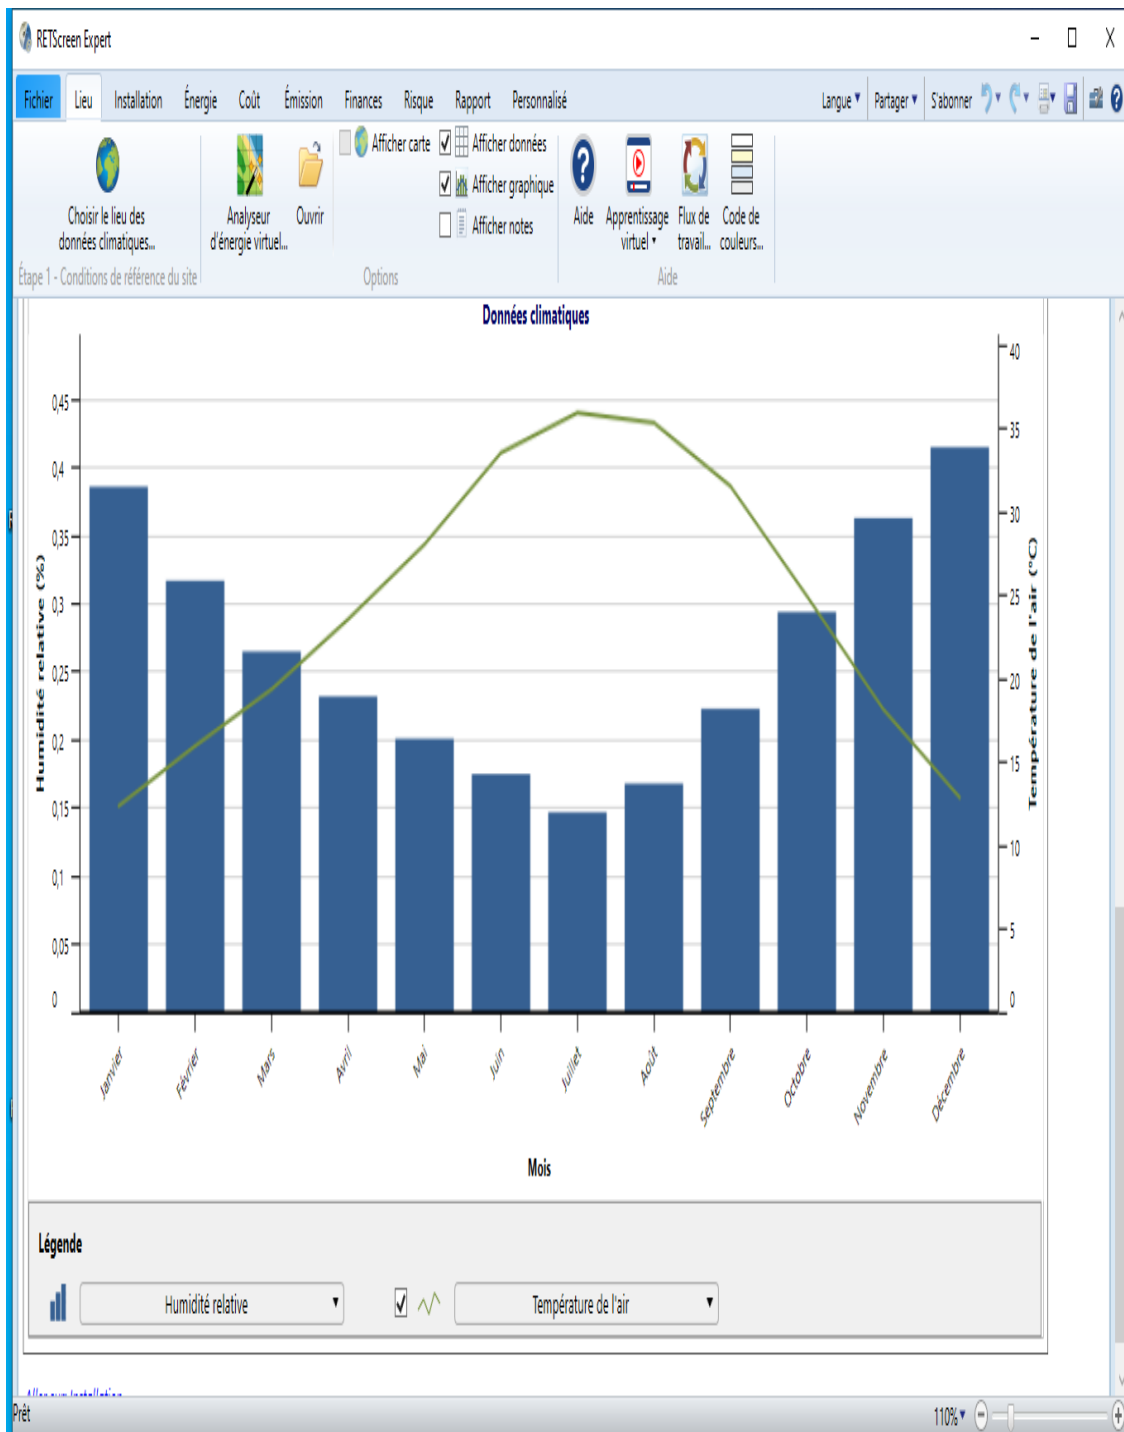 RETScreen Expert
Fichier Lieu Installation Énergie Coût Émission Finances Risque Rapport Personnalisé Langue Partager S'abonner
Choisir le lieu des
données climatiques...
Étape 1 - Conditions de référence du site
Analyseur
d'énergie virtuel...
Ouvrir
Afficher carte
Afficher données
Afficher graphique
Afficher notes
Options
Aide
Apprentissage
virtuel
Flux de
travail...
Code de
couleurs...
Aide
Données climatiques
Humidité relative (%)
0,45
0,4
0,35
0,3
0,25
0,2
0,15
0,1
0,05
0
40
35
30
25
20
15
10
5
0
Température de l'air (°C)
Janvier
Février
Mars
Avril
Mai
Juin
Juillet
Août
Septembre
Octobre
Novembre
Décembre
Mois
Légende
Humidité relative
Température de l'air
Prêt
110%